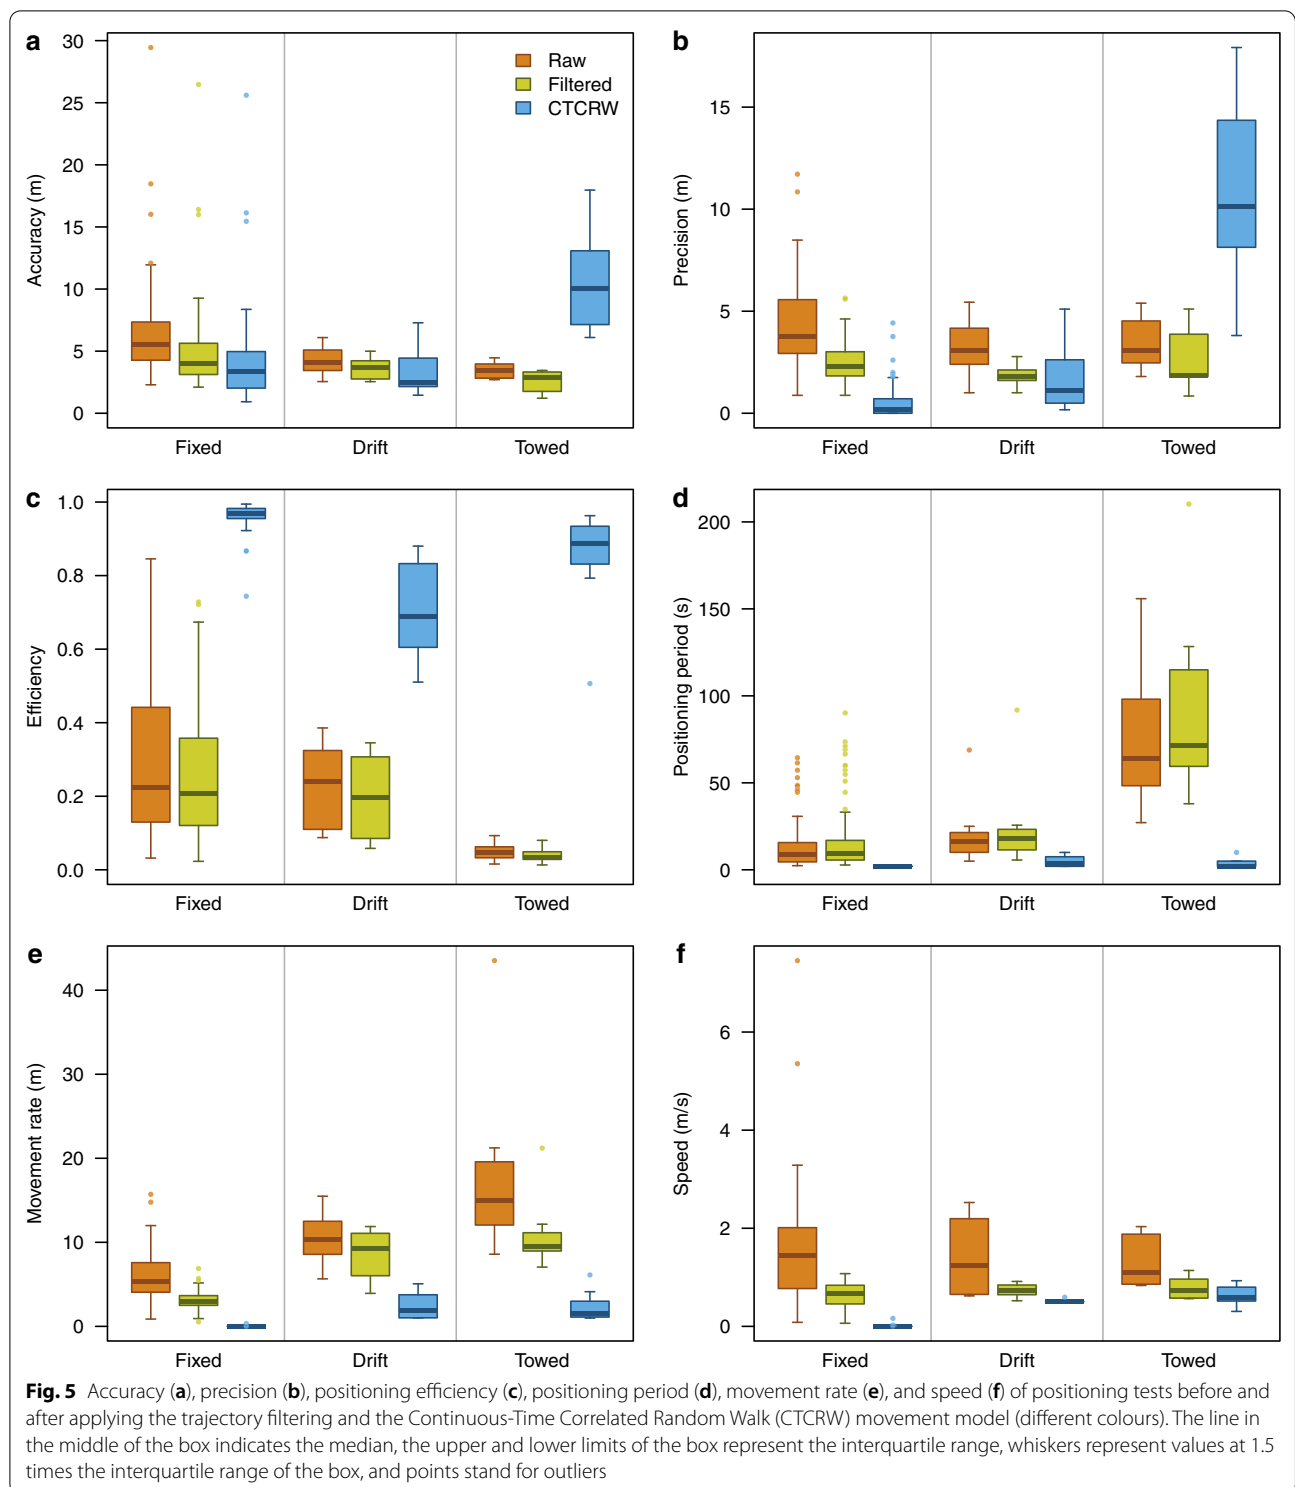 a
30
25
20
15
10
5
0
Accuracy (m)
Raw
Filtered
CTCRW
Fixed
Drift
Towed
b
15
10
5
0
Precision (m)
Fixed
Drift
Towed
c
1.0
0.8
0.6
0.4
0.2
0.0
Efficiency
Fixed
Drift
Towed
d
200
150
100
50
0
Positioning period (s)
Fixed
Drift
Towed
e
40
30
20
10
0
Movement rate (m)
Fixed
Drift
Towed
f
6
4
2
0
Speed (m/s)
Fixed
Drift
Towed
Fig. 5 Accuracy (a), precision (b), positioning efficiency (c), positioning period (d), movement rate (e), and speed (f) of positioning tests before and
after applying the trajectory filtering and the Continuous-Time Correlated Random Walk (CTCRW) movement model (different colours). The line in
the middle of the box indicates the median, the upper and lower limits of the box represent the interquartile range, whiskers represent values at 1.5
times the interquartile range of the box, and points stand for outliers